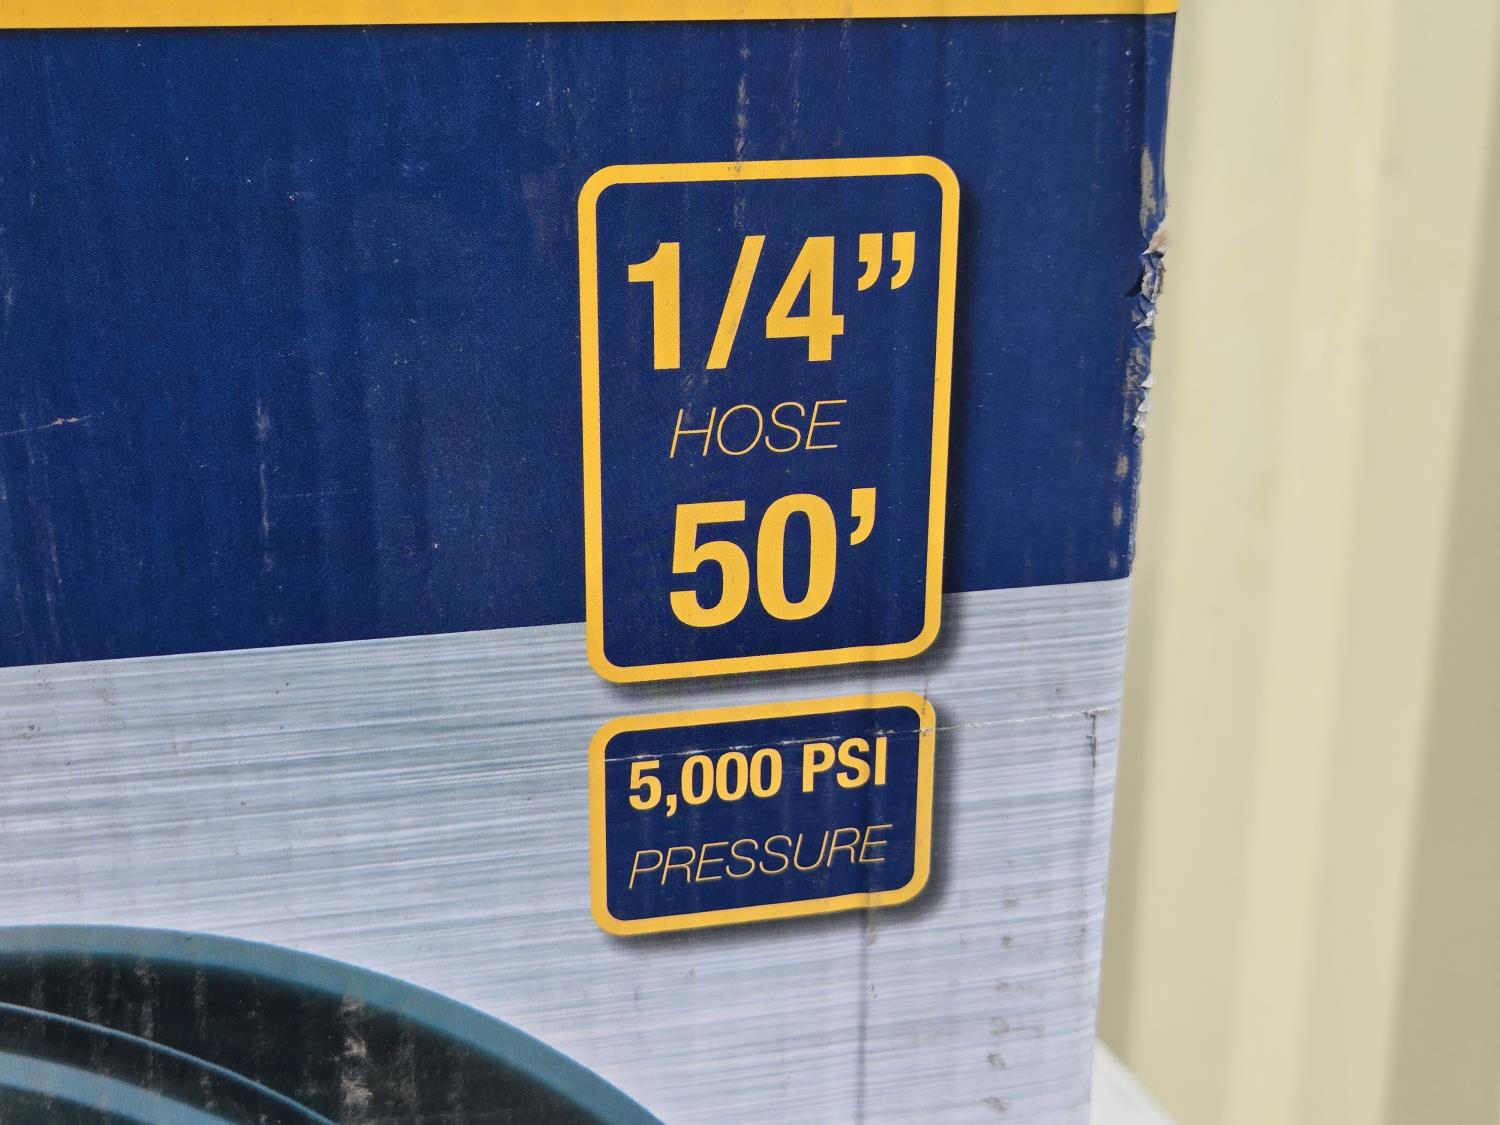 1/4”
HOSE
50’
5,000 PSI
PRESSURE